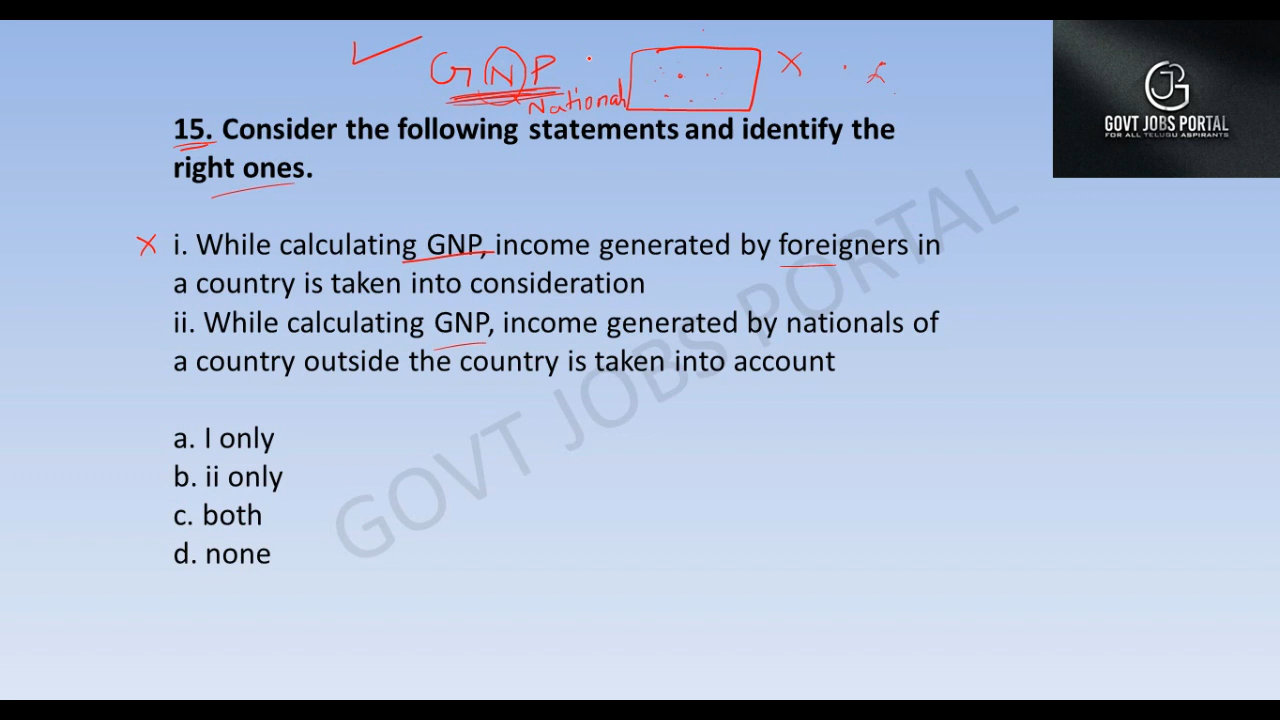 GNP
National
GOVT JOBS PORTAL
FOR ALL TELUGU ASPIRANTS
15. Consider the following statements and identify the
right ones.
i. While calculating GNP, income generated by foreigners in
a country is taken into consideration
ii. While calculating GNP, income generated by nationals of
a country outside the country is taken into account
a. I only
b. ii only
c. both
d. none
GOVT JOBS PORTAL